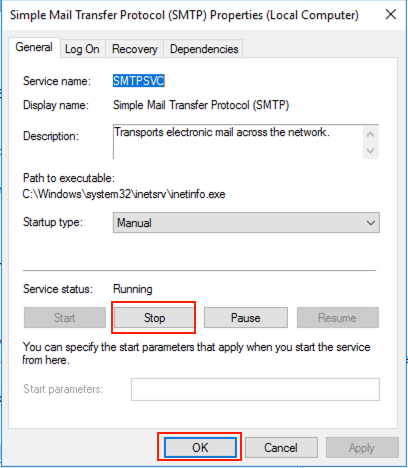 Simple Mail Transfer Protocol (SMTP) Properties (Local Computer)
General Log On Recovery Dependencies
Service name: SMTPSVC
Display name: Simple Mail Transfer Protocol (SMTP)
Description: Transports electronic mail across the network.
Path to executable:
C:\Windows\system32\inetsrv\inetinfo.exe
Startup type: Manual
Service status: Running
Start Stop Pause Resume
You can specify the start parameters that apply when you start the service
from here.
Start parameters:
OK Cancel Apply